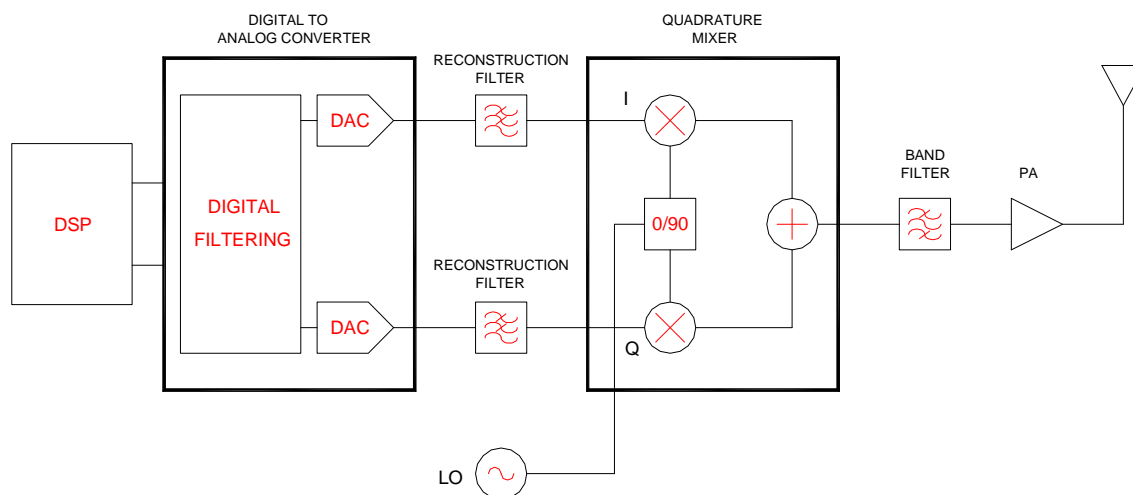 DIGITAL TO
ANALOG CONVERTER
QUADRATURE
MIXER
RECONSTRUCTION
FILTER
DAC
I
BAND
FILTER
PA
DSP
DIGITAL
FILTERING
0/90
RECONSTRUCTION
FILTER
DAC
Q
LO